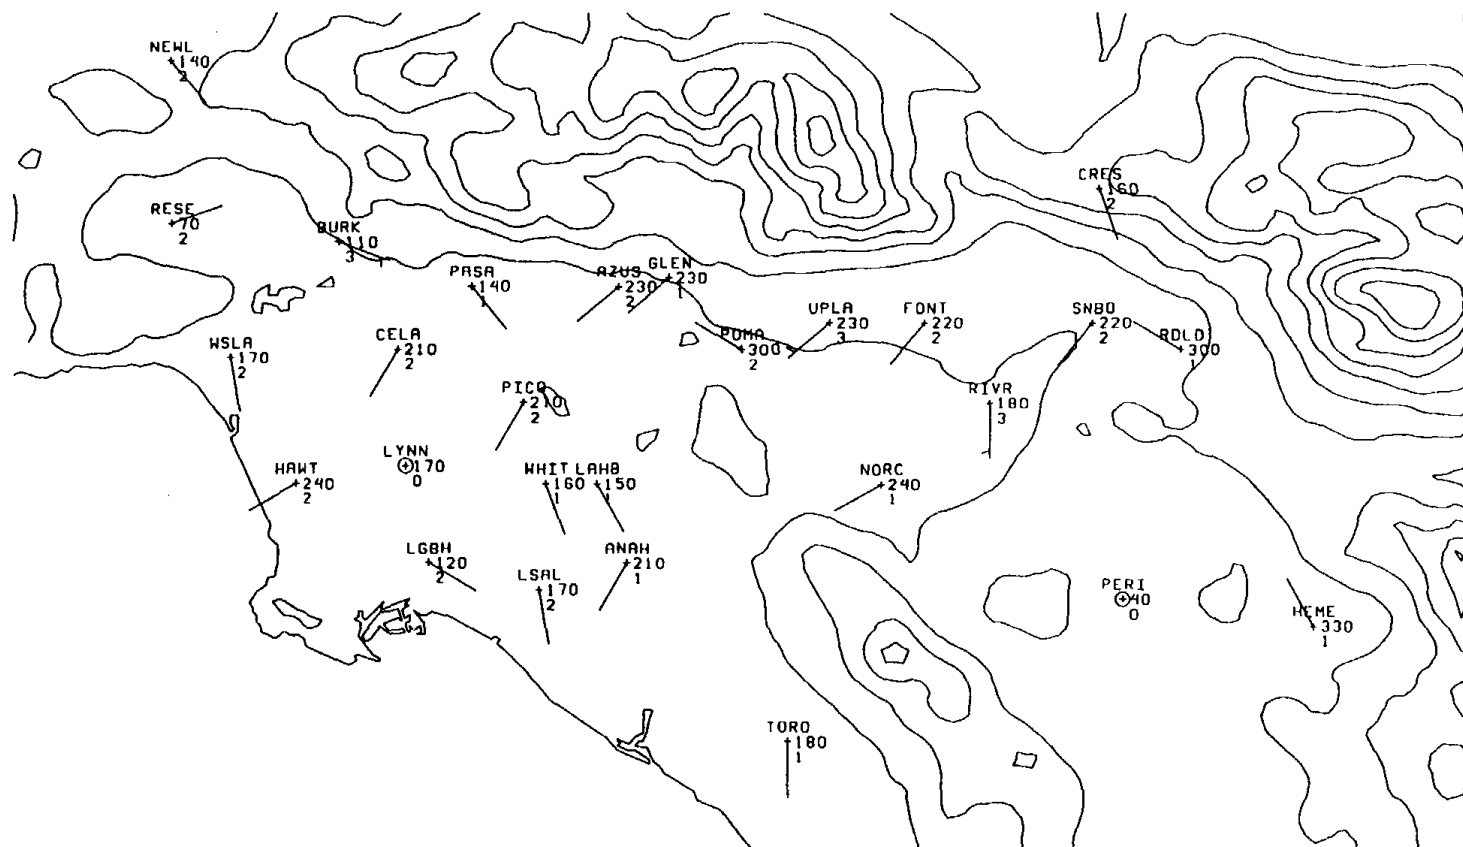 NEWL
140
2
RESE
70
2
BURK
110
3
PASA
140
1
AZUS
230
2
GLEN
230
1
CRES
160
2
WSLA
170
2
CELA
210
2
POMA
300
2
UPLA
230
3
FONT
220
2
SNBO
220
2
RDLD
300
1
PICO
210
2
RIVR
180
3
HAWT
240
2
LYNN
170
0
WHIT
160
1
LAHB
150
1
NORC
240
1
LGBH
120
2
LSAL
170
2
ANAH
210
1
PERI
40
0
HEME
330
1
TORO
180
1